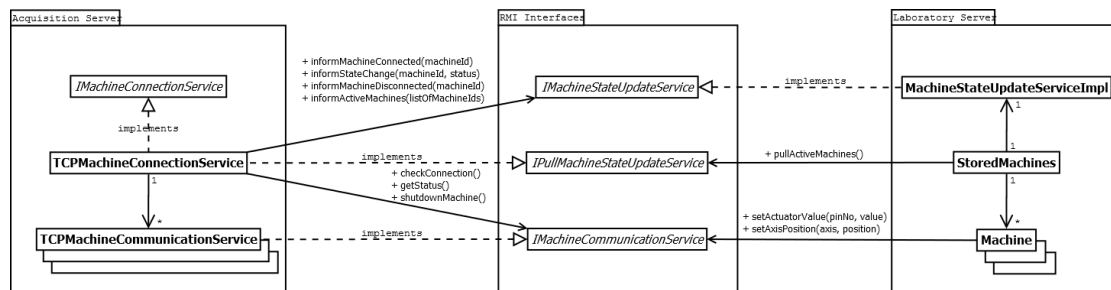 Acquisition Server
RMI Interfaces
Laboratory Server
+ informMachineConnected(machineId)
+ informStateChange(machineId, status)
+ informMachineDisconnected(machineId)
+ informActiveMachines(listOfMachineIds)
IMachineConnectionService
IMachineStateUpdateService
implements
MachineStateUpdateServiceImpl
implements
1
1
TCPMachineConnectionService
implements
IPullMachineStateUpdateService
+ pullActiveMachines()
StoredMachines
1
1
+ checkConnection()
+ getStatus()
+ shutdownMachine()
+ setActuatorValue(pinNo, value)
+ setAxisPosition(axis, position)
*
*
TCPMachineCommunicationService
implements
IMachineCommunicationService
Machine